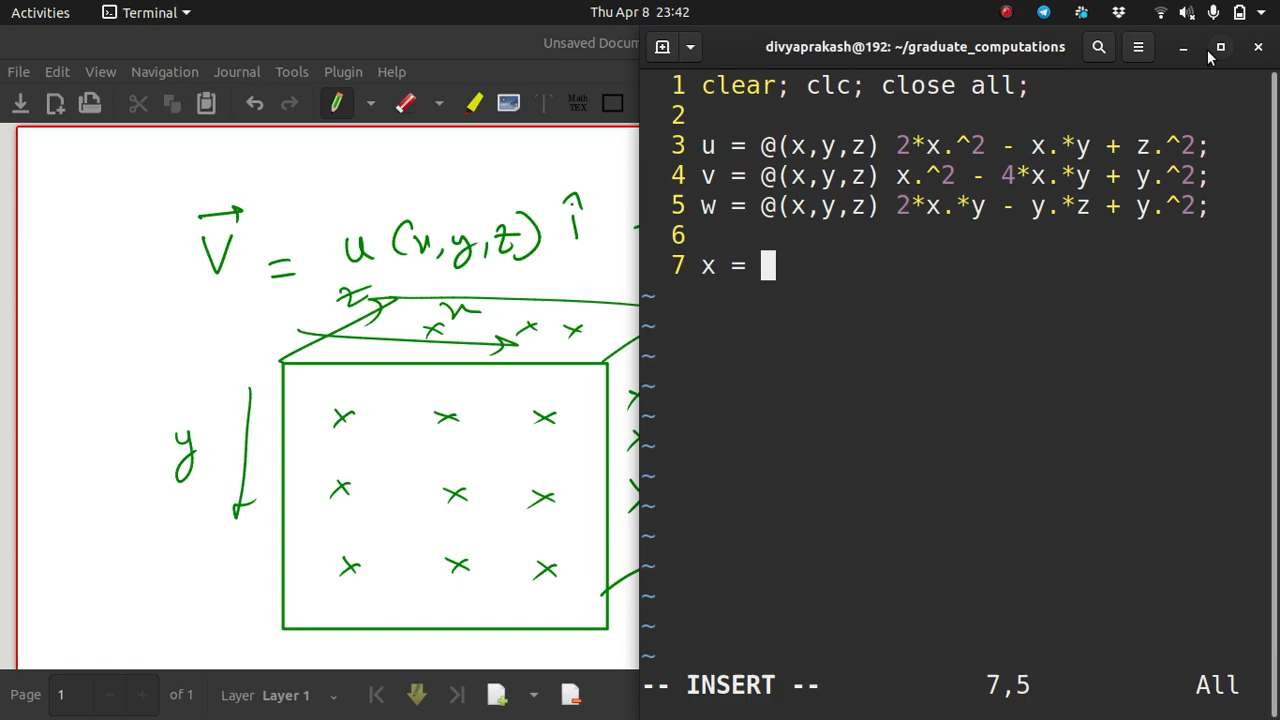 Activities Terminal Thu Apr 8 23:42
Unsaved Docum
divyaprakash@192: ~/graduate_computations
File Edit View Navigation Journal Tools Plugin Help
Math TEX
1 clear; clc; close all;
2
3 u = @(x,y,z) 2*x.^2 - x.*y + z.^2;
4 v = @(x,y,z) x.^2 - 4*x.*y + y.^2;
5 w = @(x,y,z) 2*x.*y - y.*z + y.^2;
6
7 x =
~
~
~
~
~
~
~
~
~
~
~
~
~
V = u (x, y, z) î
z x
x x x
y
x x x
x x x
x x x
-- INSERT -- 7,5 All
Page 1 of 1 Layer Layer 1